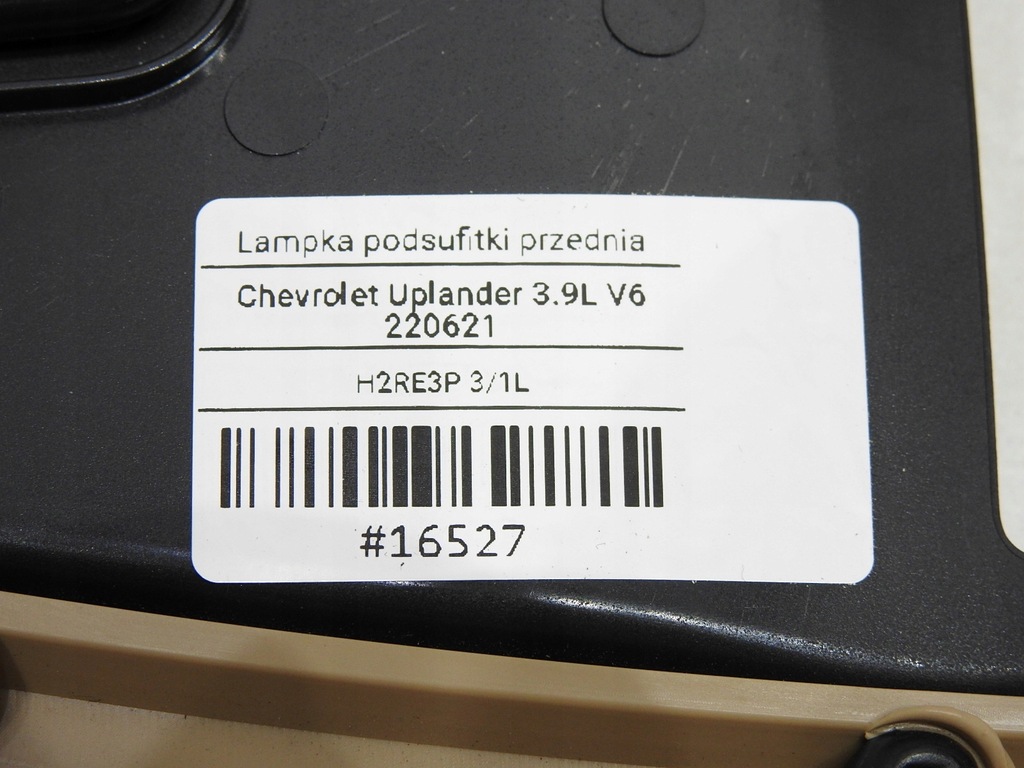 Lampka podsufitki przednia
Chevrolet Uplander 3.9L V6
220621
H2RE3P 3/1L
#16527